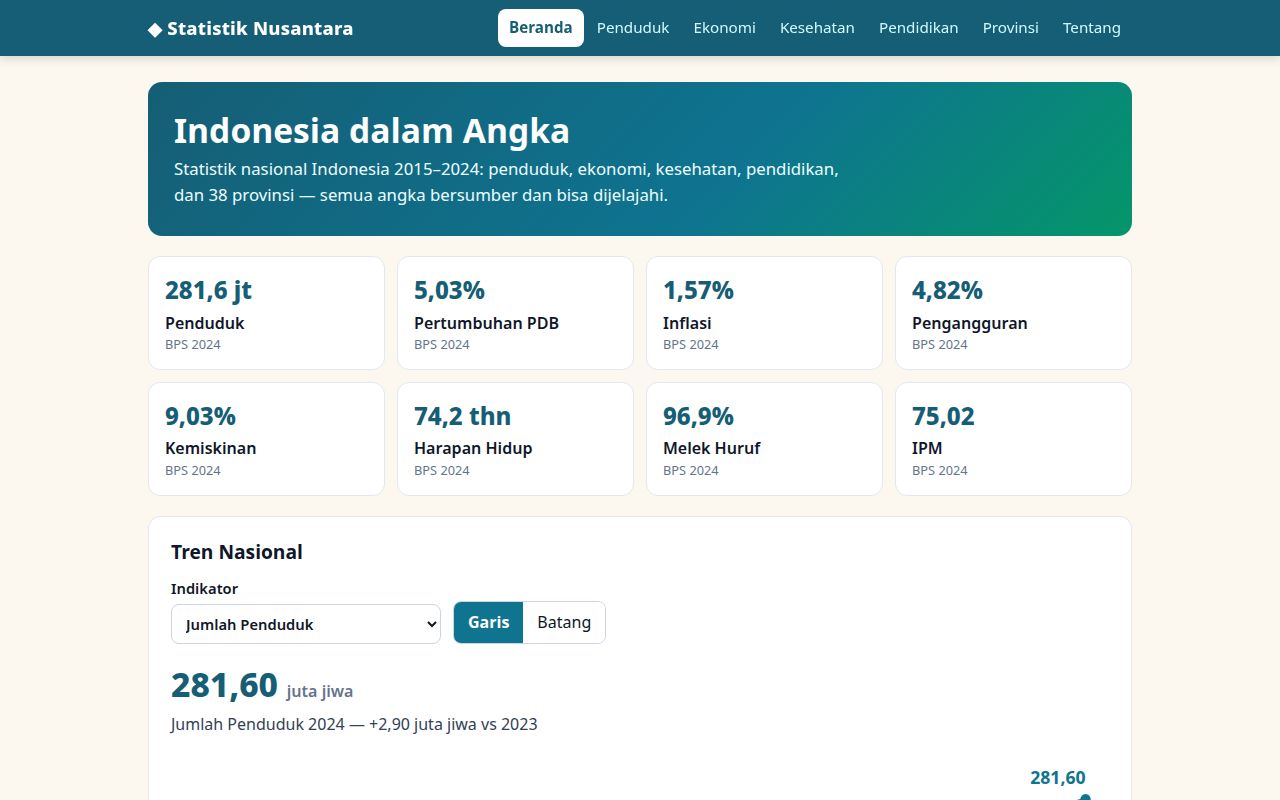 ◆ Statistik Nusantara
Beranda
Penduduk
Ekonomi
Kesehatan
Pendidikan
Provinsi
Tentang
Indonesia dalam Angka
Statistik nasional Indonesia 2015–2024: penduduk, ekonomi, kesehatan, pendidikan,
dan 38 provinsi — semua angka bersumber dan bisa dijelajahi.
281,6 jt
Penduduk
BPS 2024
5,03%
Pertumbuhan PDB
BPS 2024
1,57%
Inflasi
BPS 2024
4,82%
Pengangguran
BPS 2024
9,03%
Kemiskinan
BPS 2024
74,2 thn
Harapan Hidup
BPS 2024
96,9%
Melek Huruf
BPS 2024
75,02
IPM
BPS 2024
Tren Nasional
Indikator
Jumlah Penduduk
Garis
Batang
281,60 juta jiwa
Jumlah Penduduk 2024 — +2,90 juta jiwa vs 2023
281,60